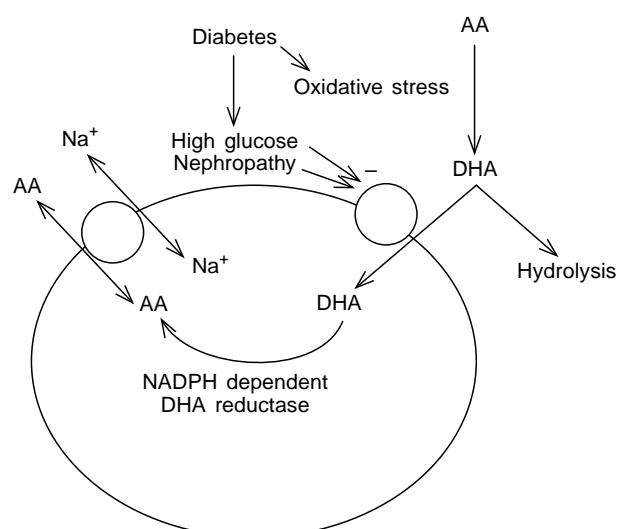 Diabetes
AA
Oxidative stress
Na⁺
High glucose
Nephropathy
–
DHA
AA
Na⁺
Hydrolysis
AA
DHA
NADPH dependent
DHA reductase